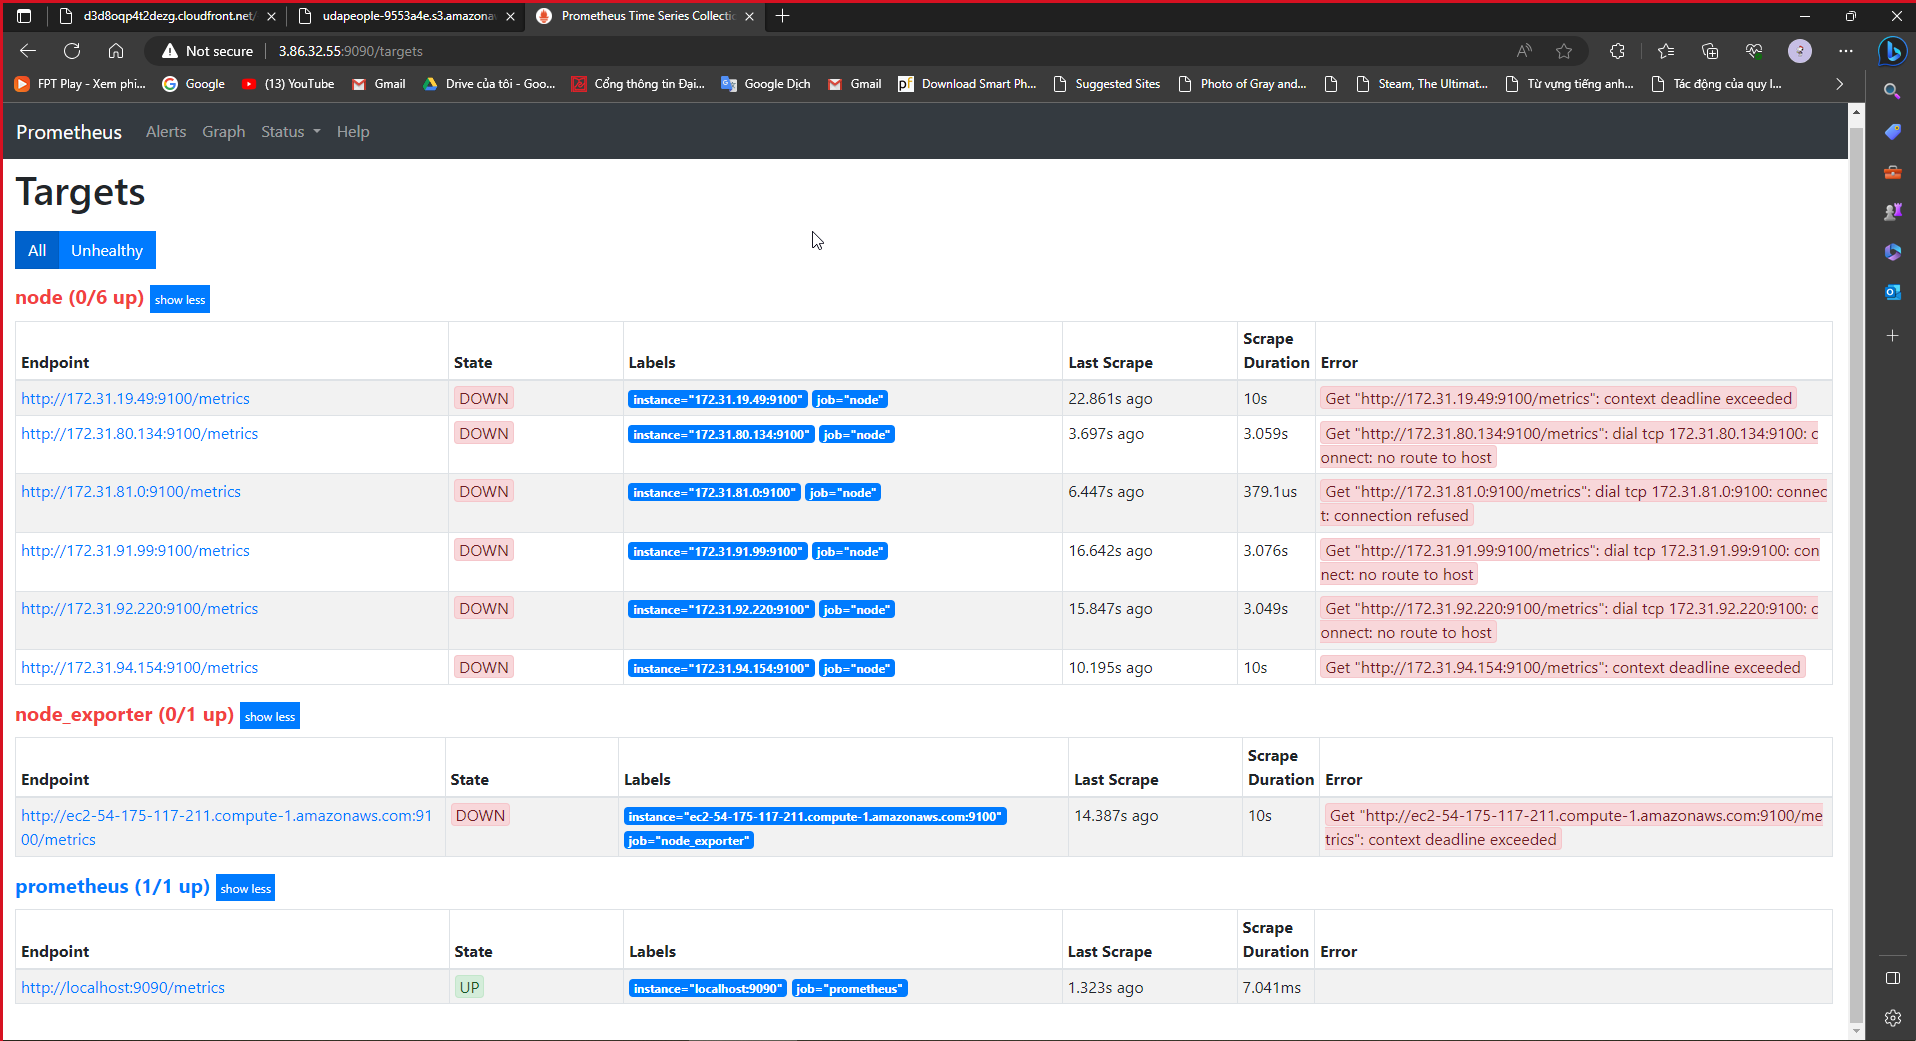 d3d8oqp4t2dezg.cloudfront.net/
udapeople-9553a4e.s3.amazonaw
Prometheus Time Series Collectic
Not secure
3.86.32.55:9090/targets
FPT Play - Xem phi...
Google
(13) YouTube
Gmail
Drive của tôi - Goo...
Cổng thông tin Đại...
Google Dịch
Gmail
Download Smart Ph...
Suggested Sites
Photo of Gray and...
Steam, The Ultimat...
Từ vựng tiếng anh...
Tác động của quy l...
Prometheus
Alerts
Graph
Status
Help
Targets
All
Unhealthy
node (0/6 up)
show less
Endpoint
State
Labels
Last Scrape
Scrape
Duration
Error
http://172.31.19.49:9100/metrics
DOWN
instance="172.31.19.49:9100" job="node"
22.861s ago
10s
Get "http://172.31.19.49:9100/metrics": context deadline exceeded
http://172.31.80.134:9100/metrics
DOWN
instance="172.31.80.134:9100" job="node"
3.697s ago
3.059s
Get "http://172.31.80.134:9100/metrics": dial tcp 172.31.80.134:9100: c
onnect: no route to host
http://172.31.81.0:9100/metrics
DOWN
instance="172.31.81.0:9100" job="node"
6.447s ago
379.1us
Get "http://172.31.81.0:9100/metrics": dial tcp 172.31.81.0:9100: connec
t: connection refused
http://172.31.91.99:9100/metrics
DOWN
instance="172.31.91.99:9100" job="node"
16.642s ago
3.076s
Get "http://172.31.91.99:9100/metrics": dial tcp 172.31.91.99:9100: con
nect: no route to host
http://172.31.92.220:9100/metrics
DOWN
instance="172.31.92.220:9100" job="node"
15.847s ago
3.049s
Get "http://172.31.92.220:9100/metrics": dial tcp 172.31.92.220:9100: c
onnect: no route to host
http://172.31.94.154:9100/metrics
DOWN
instance="172.31.94.154:9100" job="node"
10.195s ago
10s
Get "http://172.31.94.154:9100/metrics": context deadline exceeded
node_exporter (0/1 up)
show less
Endpoint
State
Labels
Last Scrape
Scrape
Duration
Error
http://ec2-54-175-117-211.compute-1.amazonaws.com:91
00/metrics
DOWN
instance="ec2-54-175-117-211.compute-1.amazonaws.com:9100"
job="node_exporter"
14.387s ago
10s
Get "http://ec2-54-175-117-211.compute-1.amazonaws.com:9100/me
trics": context deadline exceeded
prometheus (1/1 up)
show less
Endpoint
State
Labels
Last Scrape
Scrape
Duration
Error
http://localhost:9090/metrics
UP
instance="localhost:9090" job="prometheus"
1.323s ago
7.041ms